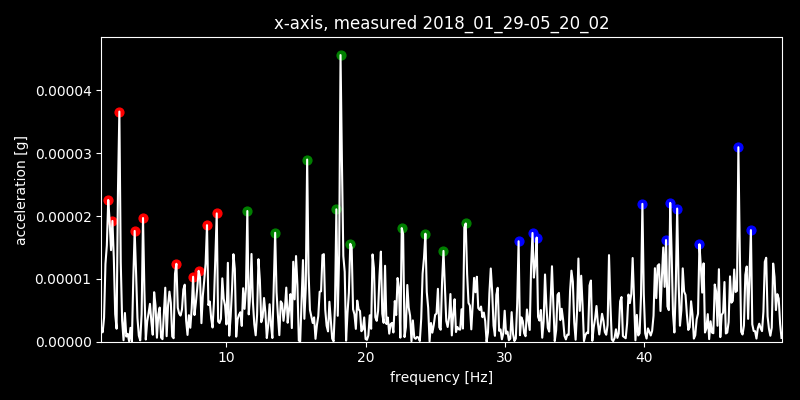 x-axis, measured 2018_01_29-05_20_02
acceleration [g]
0.00004
0.00003
0.00002
0.00001
0.00000
10 20 30 40
frequency [Hz]